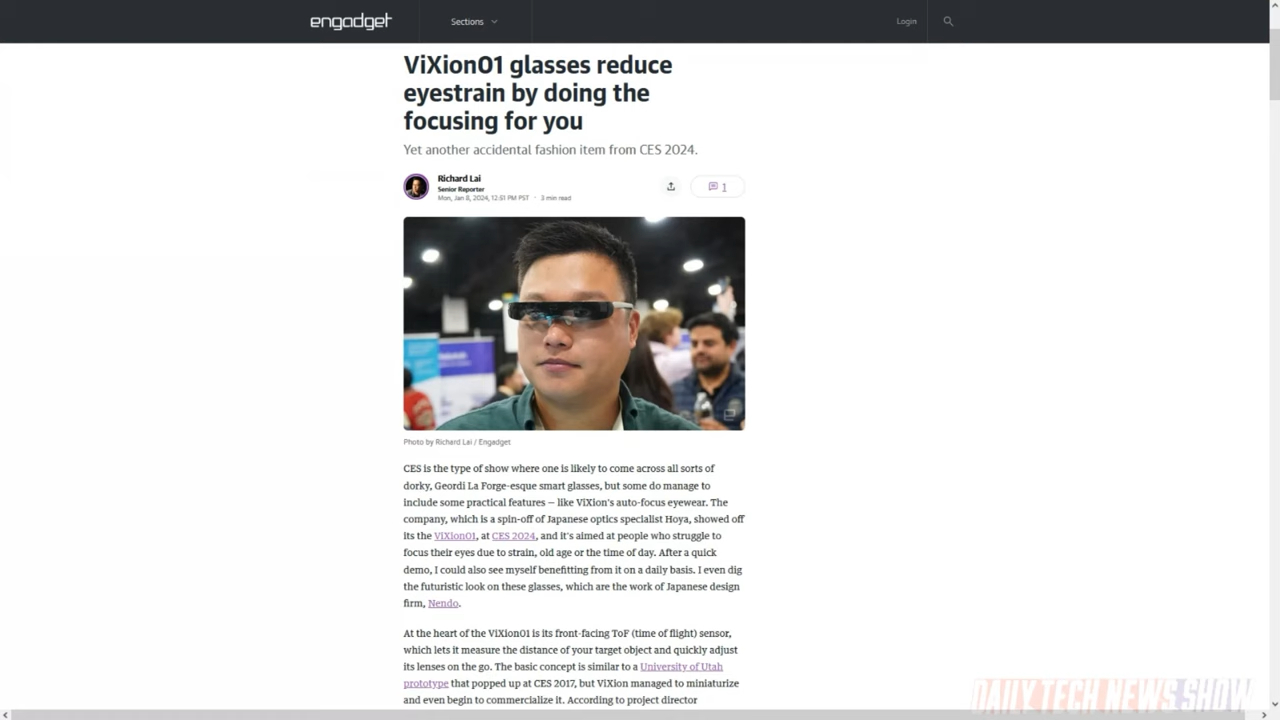 engadget
Sections
Login
ViXion01 glasses reduce
eyestrain by doing the
focusing for you
Yet another accidental fashion item from CES 2024.
Richard Lai
Senior Reporter
Mon, Jan 8, 2024, 12:51 PM PST · 3 min read
1
Photo by Richard Lai / Engadget
CES is the type of show where one is likely to come across all sorts of
dorky, Geordi La Forge-esque smart glasses, but some do manage to
include some practical features — like ViXion's auto-focus eyewear. The
company, which is a spin-off of Japanese optics specialist Hoya, showed off
its the ViXion01, at CES 2024, and it's aimed at people who struggle to
focus their eyes due to strain, old age or the time of day. After a quick
demo, I could also see myself benefitting from it on a daily basis. I even dig
the futuristic look on these glasses, which are the work of Japanese design
firm, Nendo.
At the heart of the ViXion01 is its front-facing ToF (time of flight) sensor,
which lets it measure the distance of your target object and quickly adjust
its lenses on the go. The basic concept is similar to a University of Utah
prototype that popped up at CES 2017, but ViXion managed to miniaturize
and even begin to commercialize it. According to project director
DAILY TECH NEWS SHOW